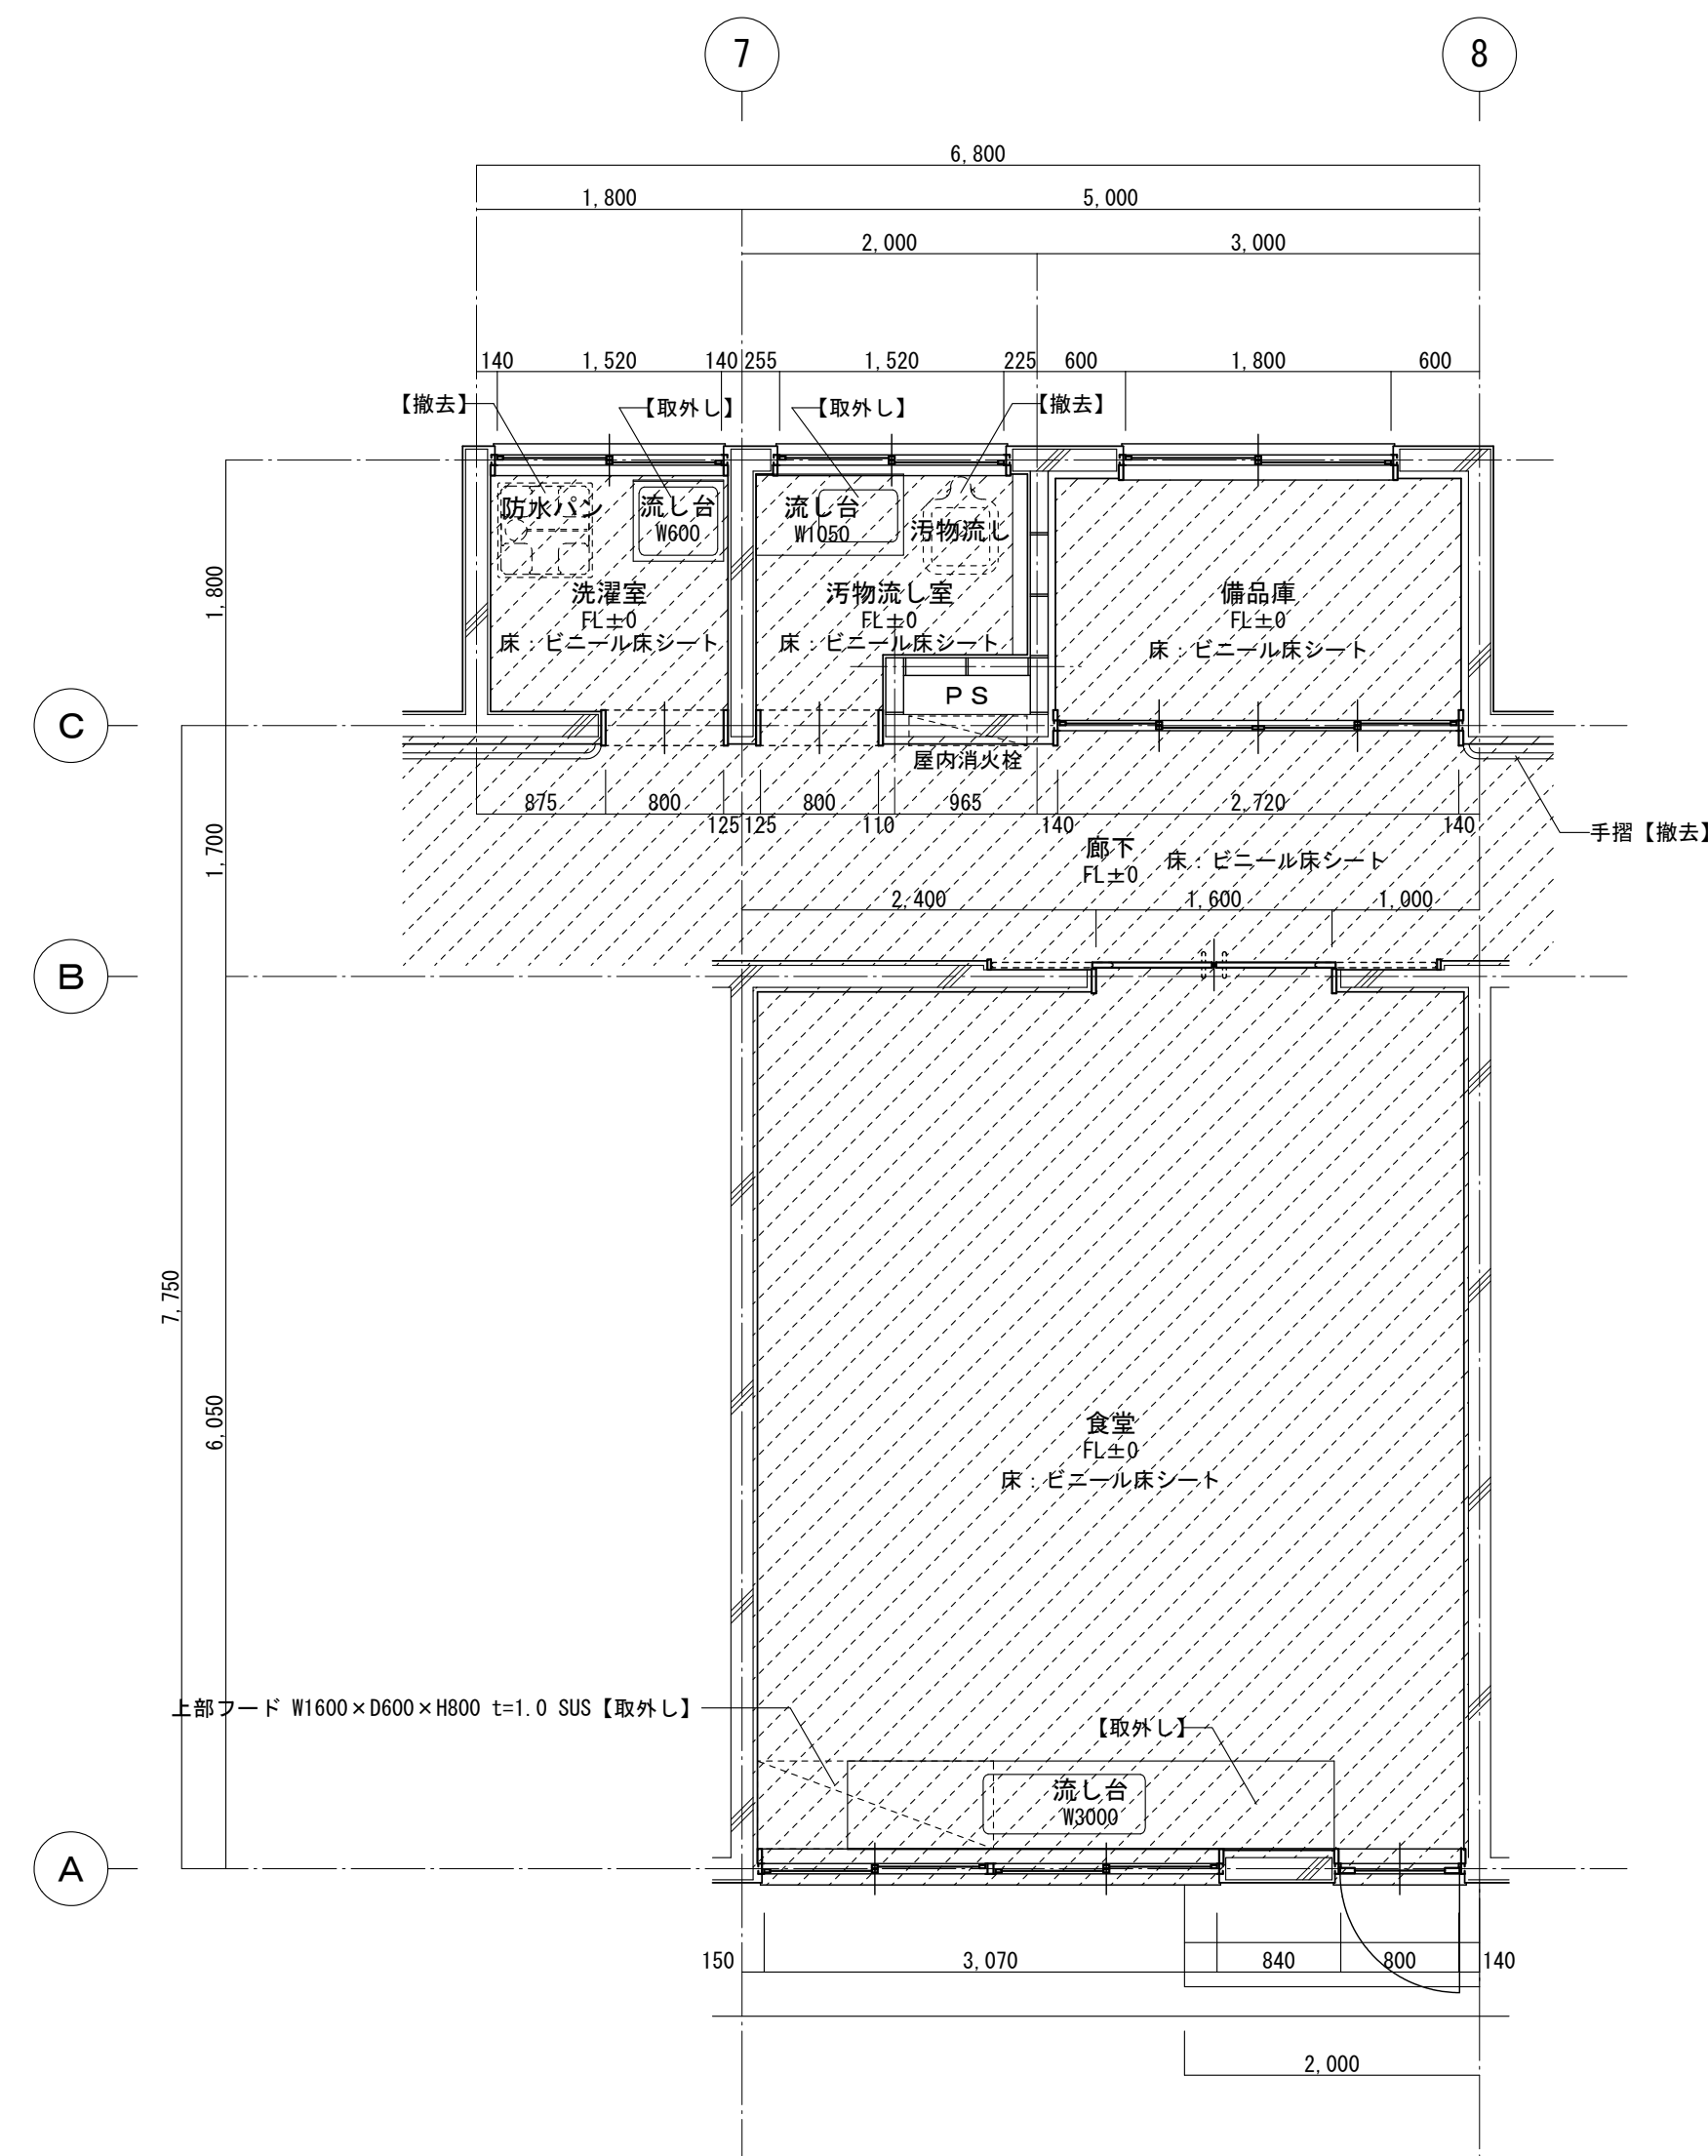 7
8
6,800
1,800
5,000
2,000
3,000
140
1,520
140
255
1,520
225
600
1,800
600
【撤去】
【取外し】
【取外し】
【撤去】
防水パン
流し台
W600
流し台
W1050
汚物流し
洗濯室
FL±0
床：ビニール床シート
汚物流し室
FL±0
床：ビニール床シート
備品庫
FL±0
床：ビニール床シート
1,800
PS
C
屋内消火栓
875
800
125
125
800
110
965
140
2,720
140
手摺【撤去】
1,700
廊下
FL±0
床：ビニール床シート
2,400
1,600
1,000
B
7,750
6,050
食堂
FL±0
床：ビニール床シート
上部フード W1600×D600×H800 t=1.0 SUS【取外し】
【取外し】
流し台
W3000
A
150
3,070
840
800
140
2,000